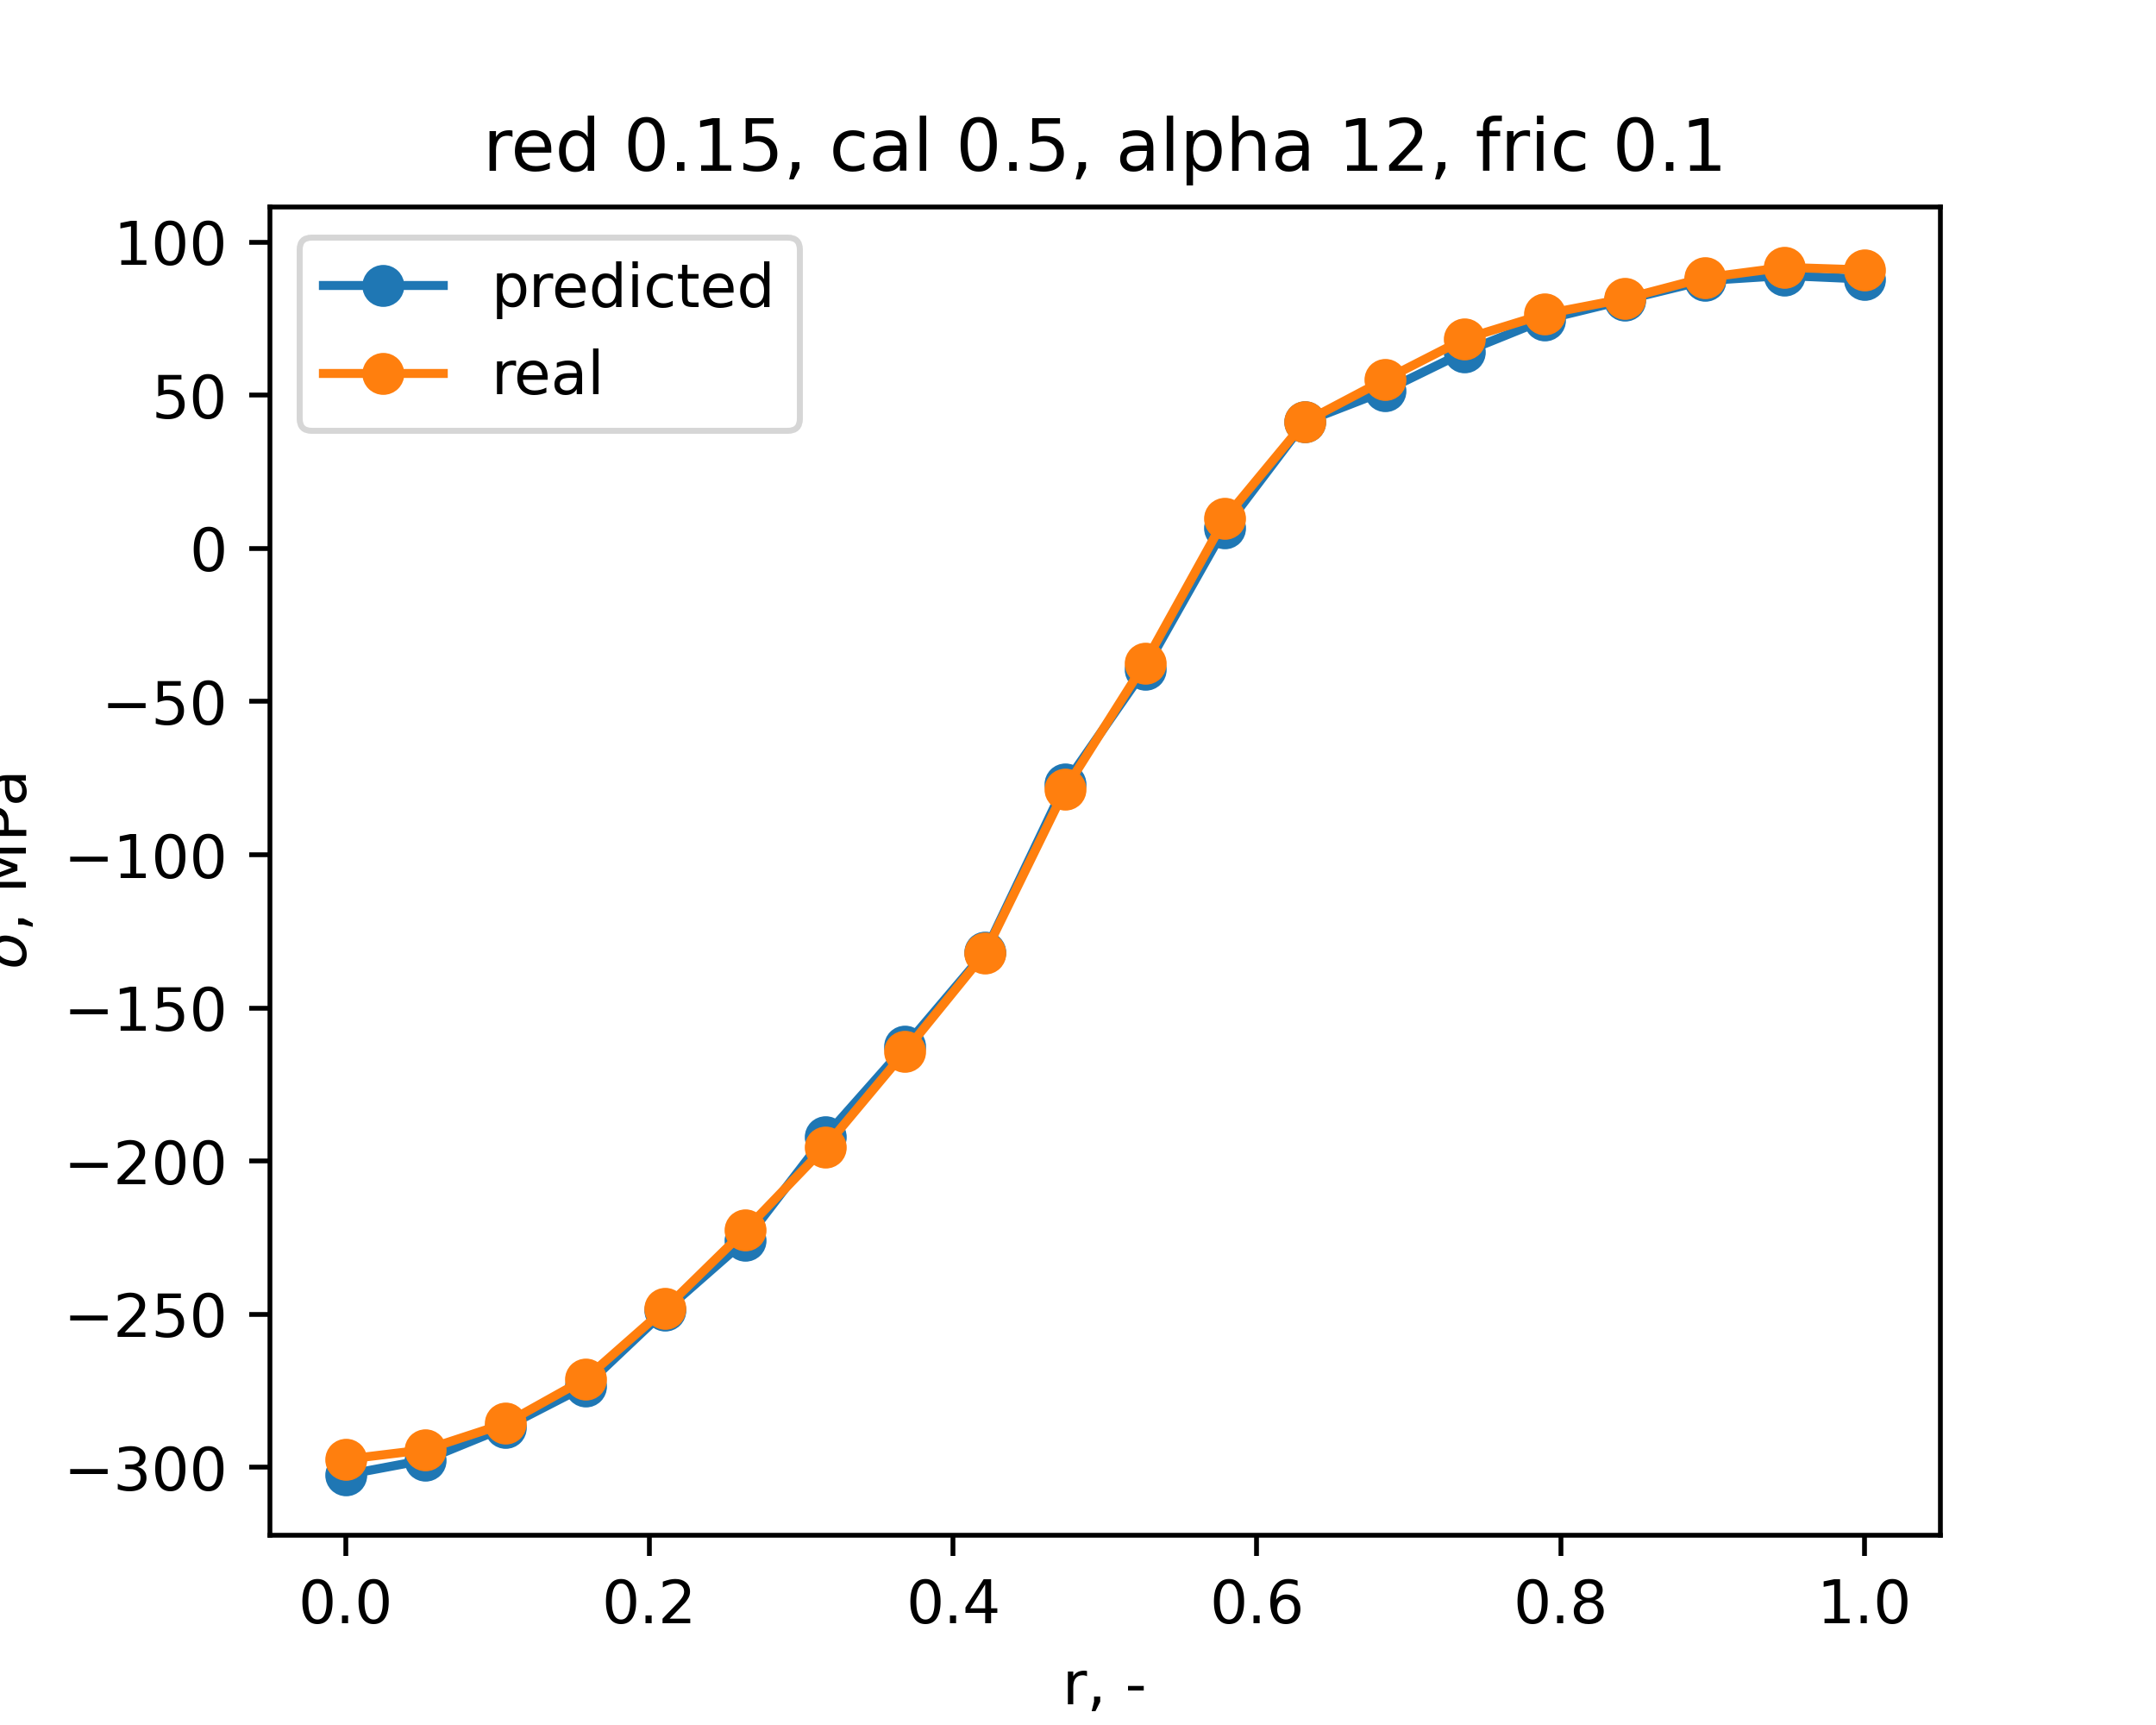 red 0.15, cal 0.5, alpha 12, fric 0.1
predicted
real
100
50
0
−50
−100
−150
−200
−250
−300
σ, MPa
0.0 0.2 0.4 0.6 0.8 1.0
r, -